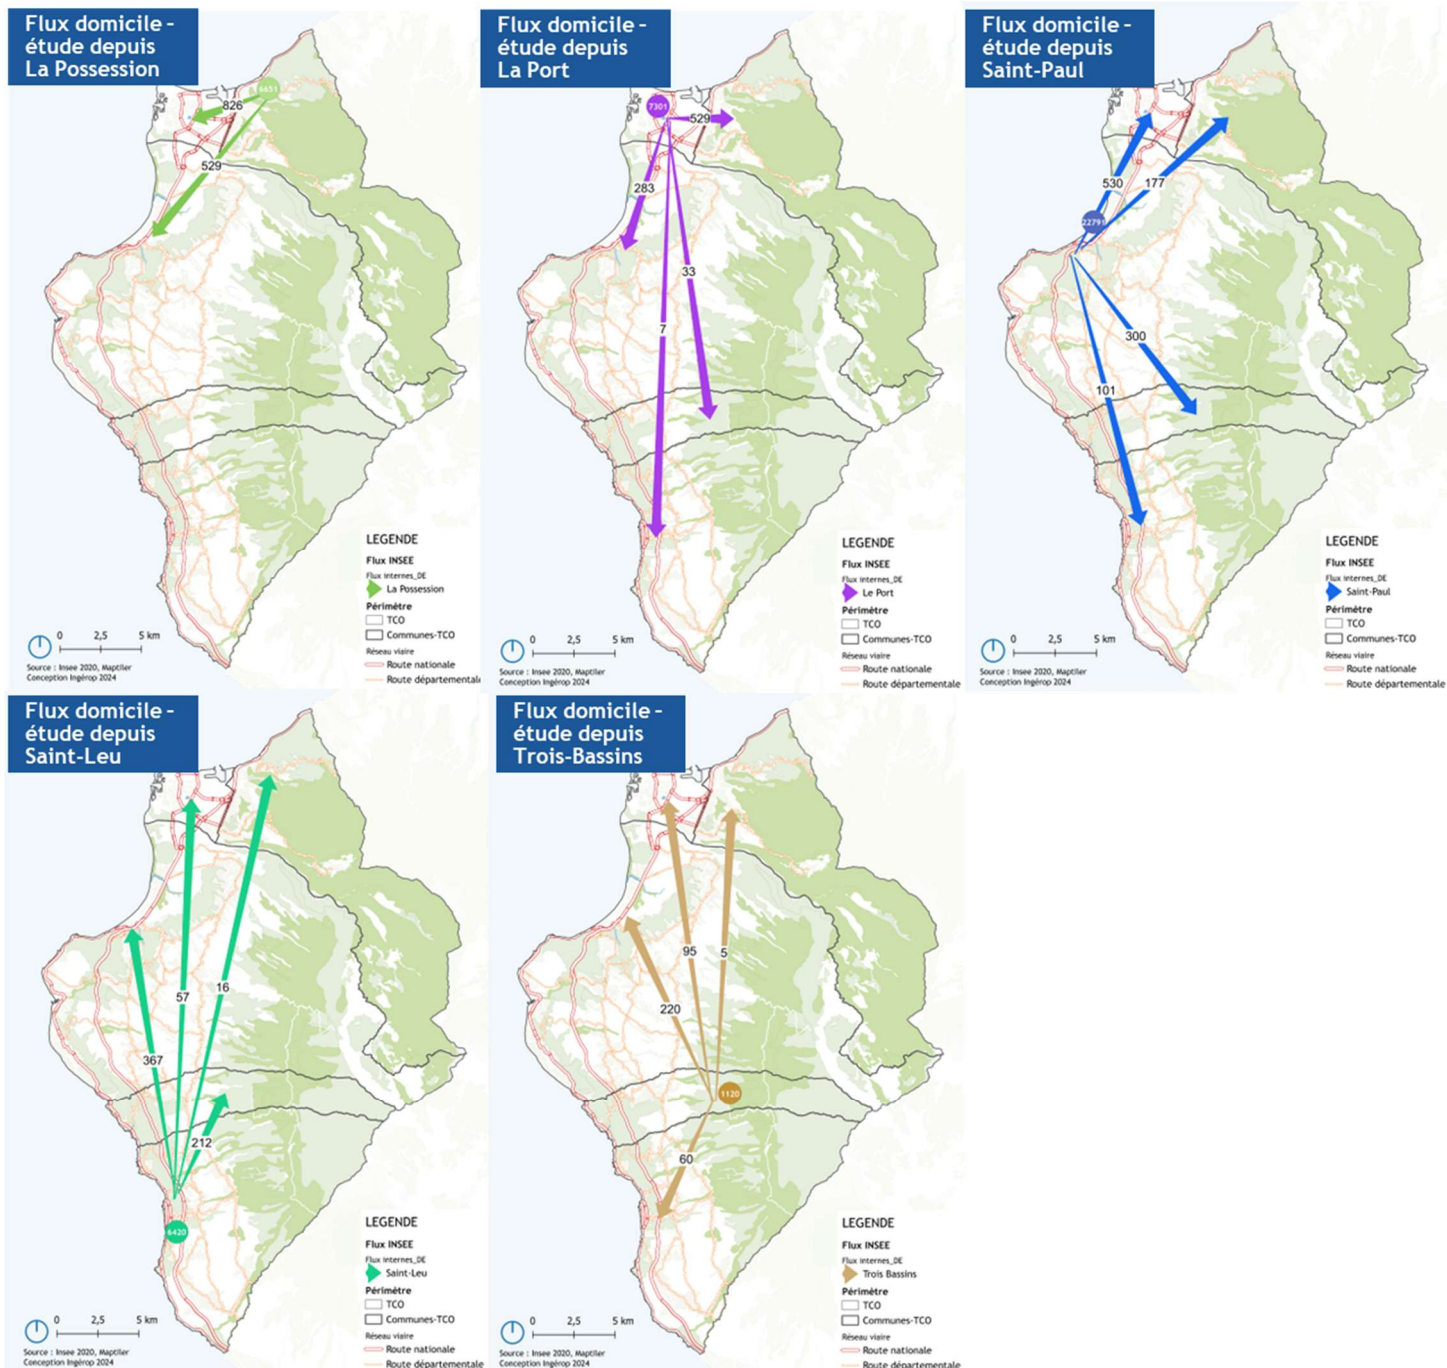 Flux domicile -
étude depuis
La Possession
6651
826
529
LEGENDE
Flux INSEE
Flux internes_DE
La Possession
Périmètre
TCO
Communes-TCO
Réseau viaire
Route nationale
Route départementale
0 2,5 5 km
Source : Insee 2020, Maptiler
Conception Ingérop 2024
Flux domicile -
étude depuis
La Port
7301
529
283
33
7
LEGENDE
Flux INSEE
Flux internes_DE
Le Port
Périmètre
TCO
Communes-TCO
Réseau viaire
Route nationale
Route départementale
0 2,5 5 km
Source : Insee 2020, Maptiler
Conception Ingérop 2024
Flux domicile -
étude depuis
Saint-Paul
530
177
22791
300
101
LEGENDE
Flux INSEE
Flux internes_DE
Saint-Paul
Périmètre
TCO
Communes-TCO
Réseau viaire
Route nationale
Route départementale
0 2,5 5 km
Source : Insee 2020, Maptiler
Conception Ingérop 2024
Flux domicile -
étude depuis
Saint-Leu
57
16
367
212
6420
LEGENDE
Flux INSEE
Flux internes_DE
Saint-Leu
Périmètre
TCO
Communes-TCO
Réseau viaire
Route nationale
Route départementale
0 2,5 5 km
Source : Insee 2020, Maptiler
Conception Ingérop 2024
Flux domicile -
étude depuis
Trois-Bassins
95
5
220
1120
60
LEGENDE
Flux INSEE
Flux internes_DE
Trois Bassins
Périmètre
TCO
Communes-TCO
Réseau viaire
Route nationale
Route départementale
0 2,5 5 km
Source : Insee 2020, Maptiler
Conception Ingérop 2024